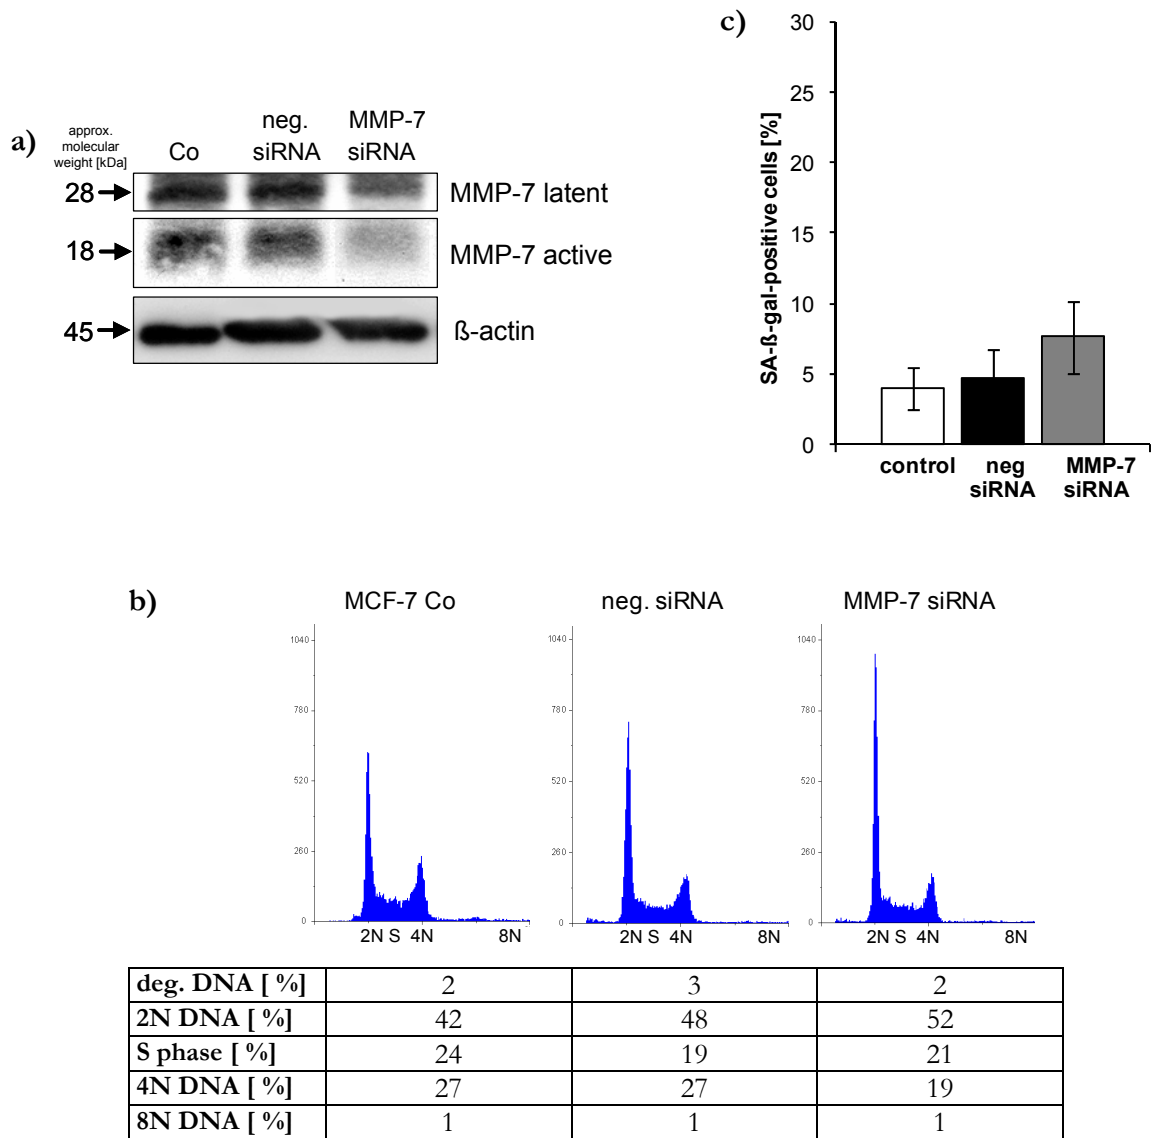 a)
approx.
molecular
weight [kDa]
Co
neg.
siRNA
MMP-7
siRNA
28
MMP-7 latent
18
MMP-7 active
45
ß-actin
c)
SA-ß-gal-positive cells [%]
30
25
20
15
10
5
0
control
neg
siRNA
MMP-7
siRNA
b)
MCF-7 Co
neg. siRNA
MMP-7 siRNA
1040
780
520
260
0
2N S 4N 8N
1040
780
520
260
0
2N S 4N 8N
1040
780
520
260
0
2N S 4N 8N
deg. DNA [ %] 2 3 2
2N DNA [ %] 42 48 52
S phase [ %] 24 19 21
4N DNA [ %] 27 27 19
8N DNA [ %] 1 1 1